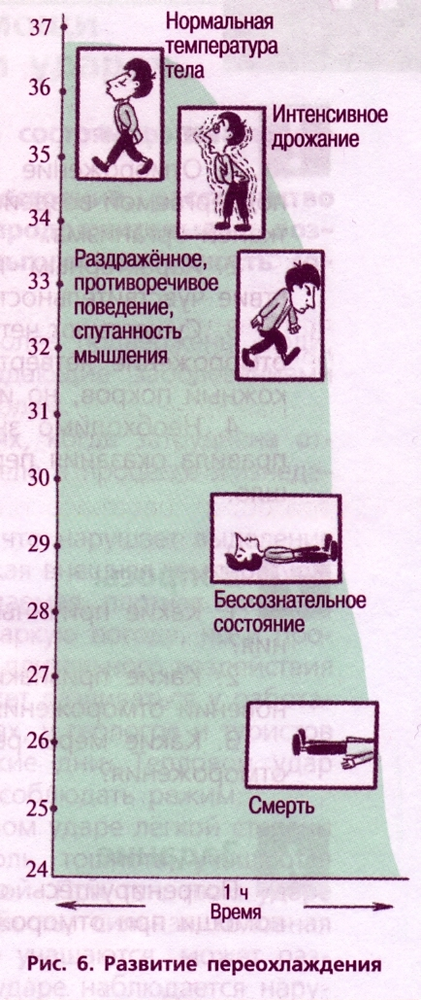 37
Нормальная
температура
тела
36
Интенсивное
дрожание
35
34
Раздражённое,
противоречивое
поведение,
спутанность
мышления
33
32
31
30
29
Бессознательное
состояние
28
27
26
Смерть
25
24
1 ч
Время
Рис. 6. Развитие переохлаждения